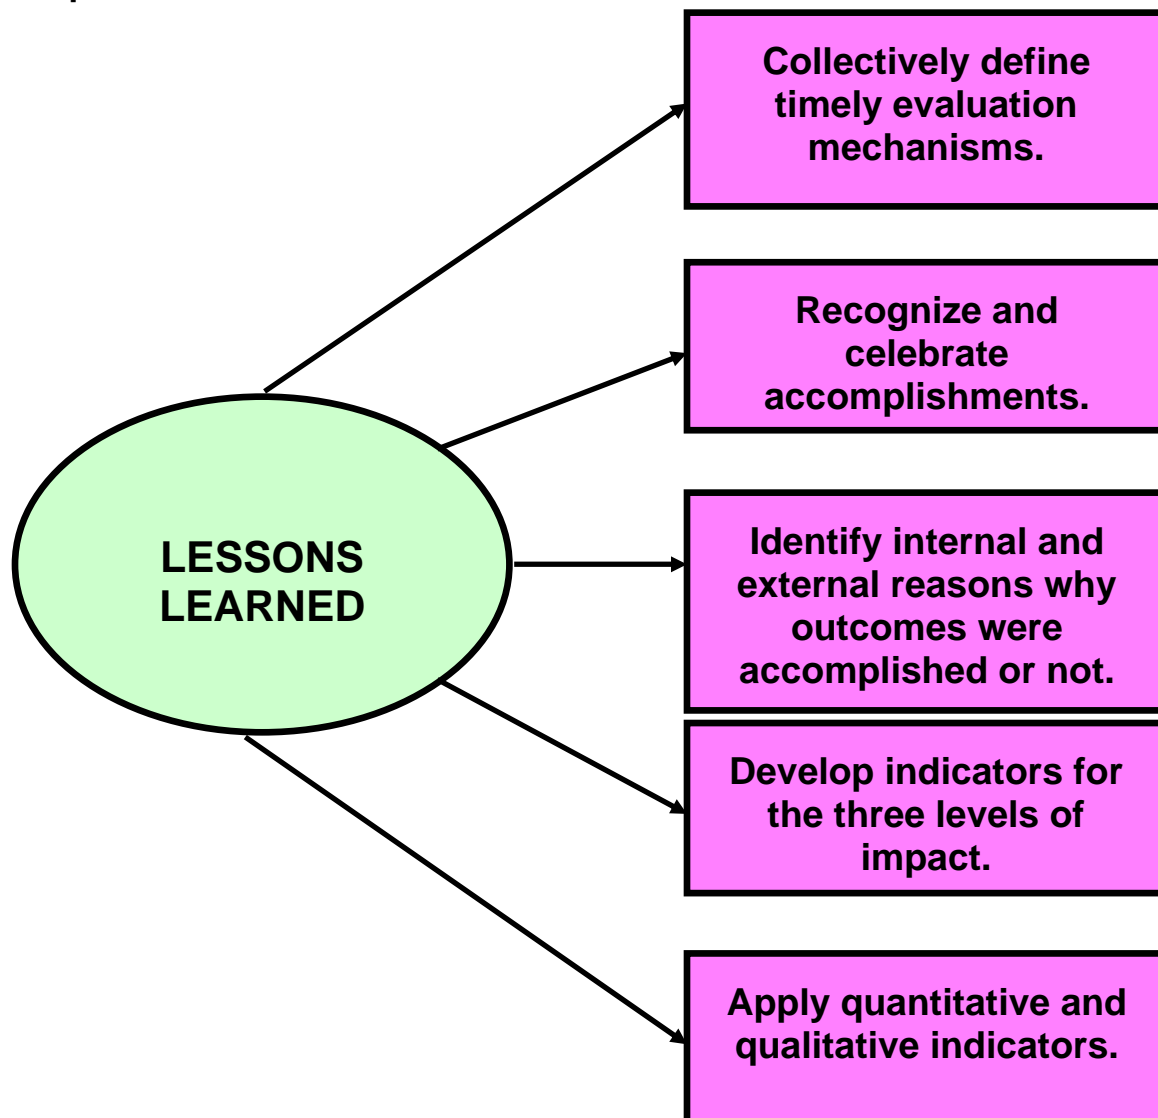 Collectively define
timely evaluation
mechanisms.
Recognize and
celebrate
accomplishments.
LESSONS
LEARNED
Identify internal and
external reasons why
outcomes were
accomplished or not.
Develop indicators for
the three levels of
impact.
Apply quantitative and
qualitative indicators.